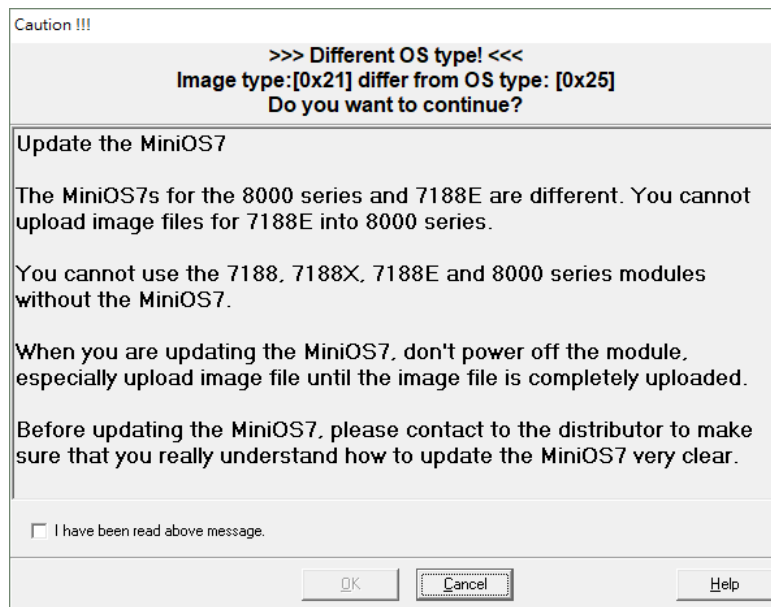 Caution !!!
>>> Different OS type! <<<
Image type:[0x21] differ from OS type: [0x25]
Do you want to continue?
Update the MiniOS7
The MiniOS7s for the 8000 series and 7188E are different. You cannot
upload image files for 7188E into 8000 series.
You cannot use the 7188, 7188X, 7188E and 8000 series modules
without the MiniOS7.
When you are updating the MiniOS7, don't power off the module,
especially upload image file until the image file is completely uploaded.
Before updating the MiniOS7, please contact to the distributor to make
sure that you really understand how to update the MiniOS7 very clear.
I have been read above message.
OK Cancel Help